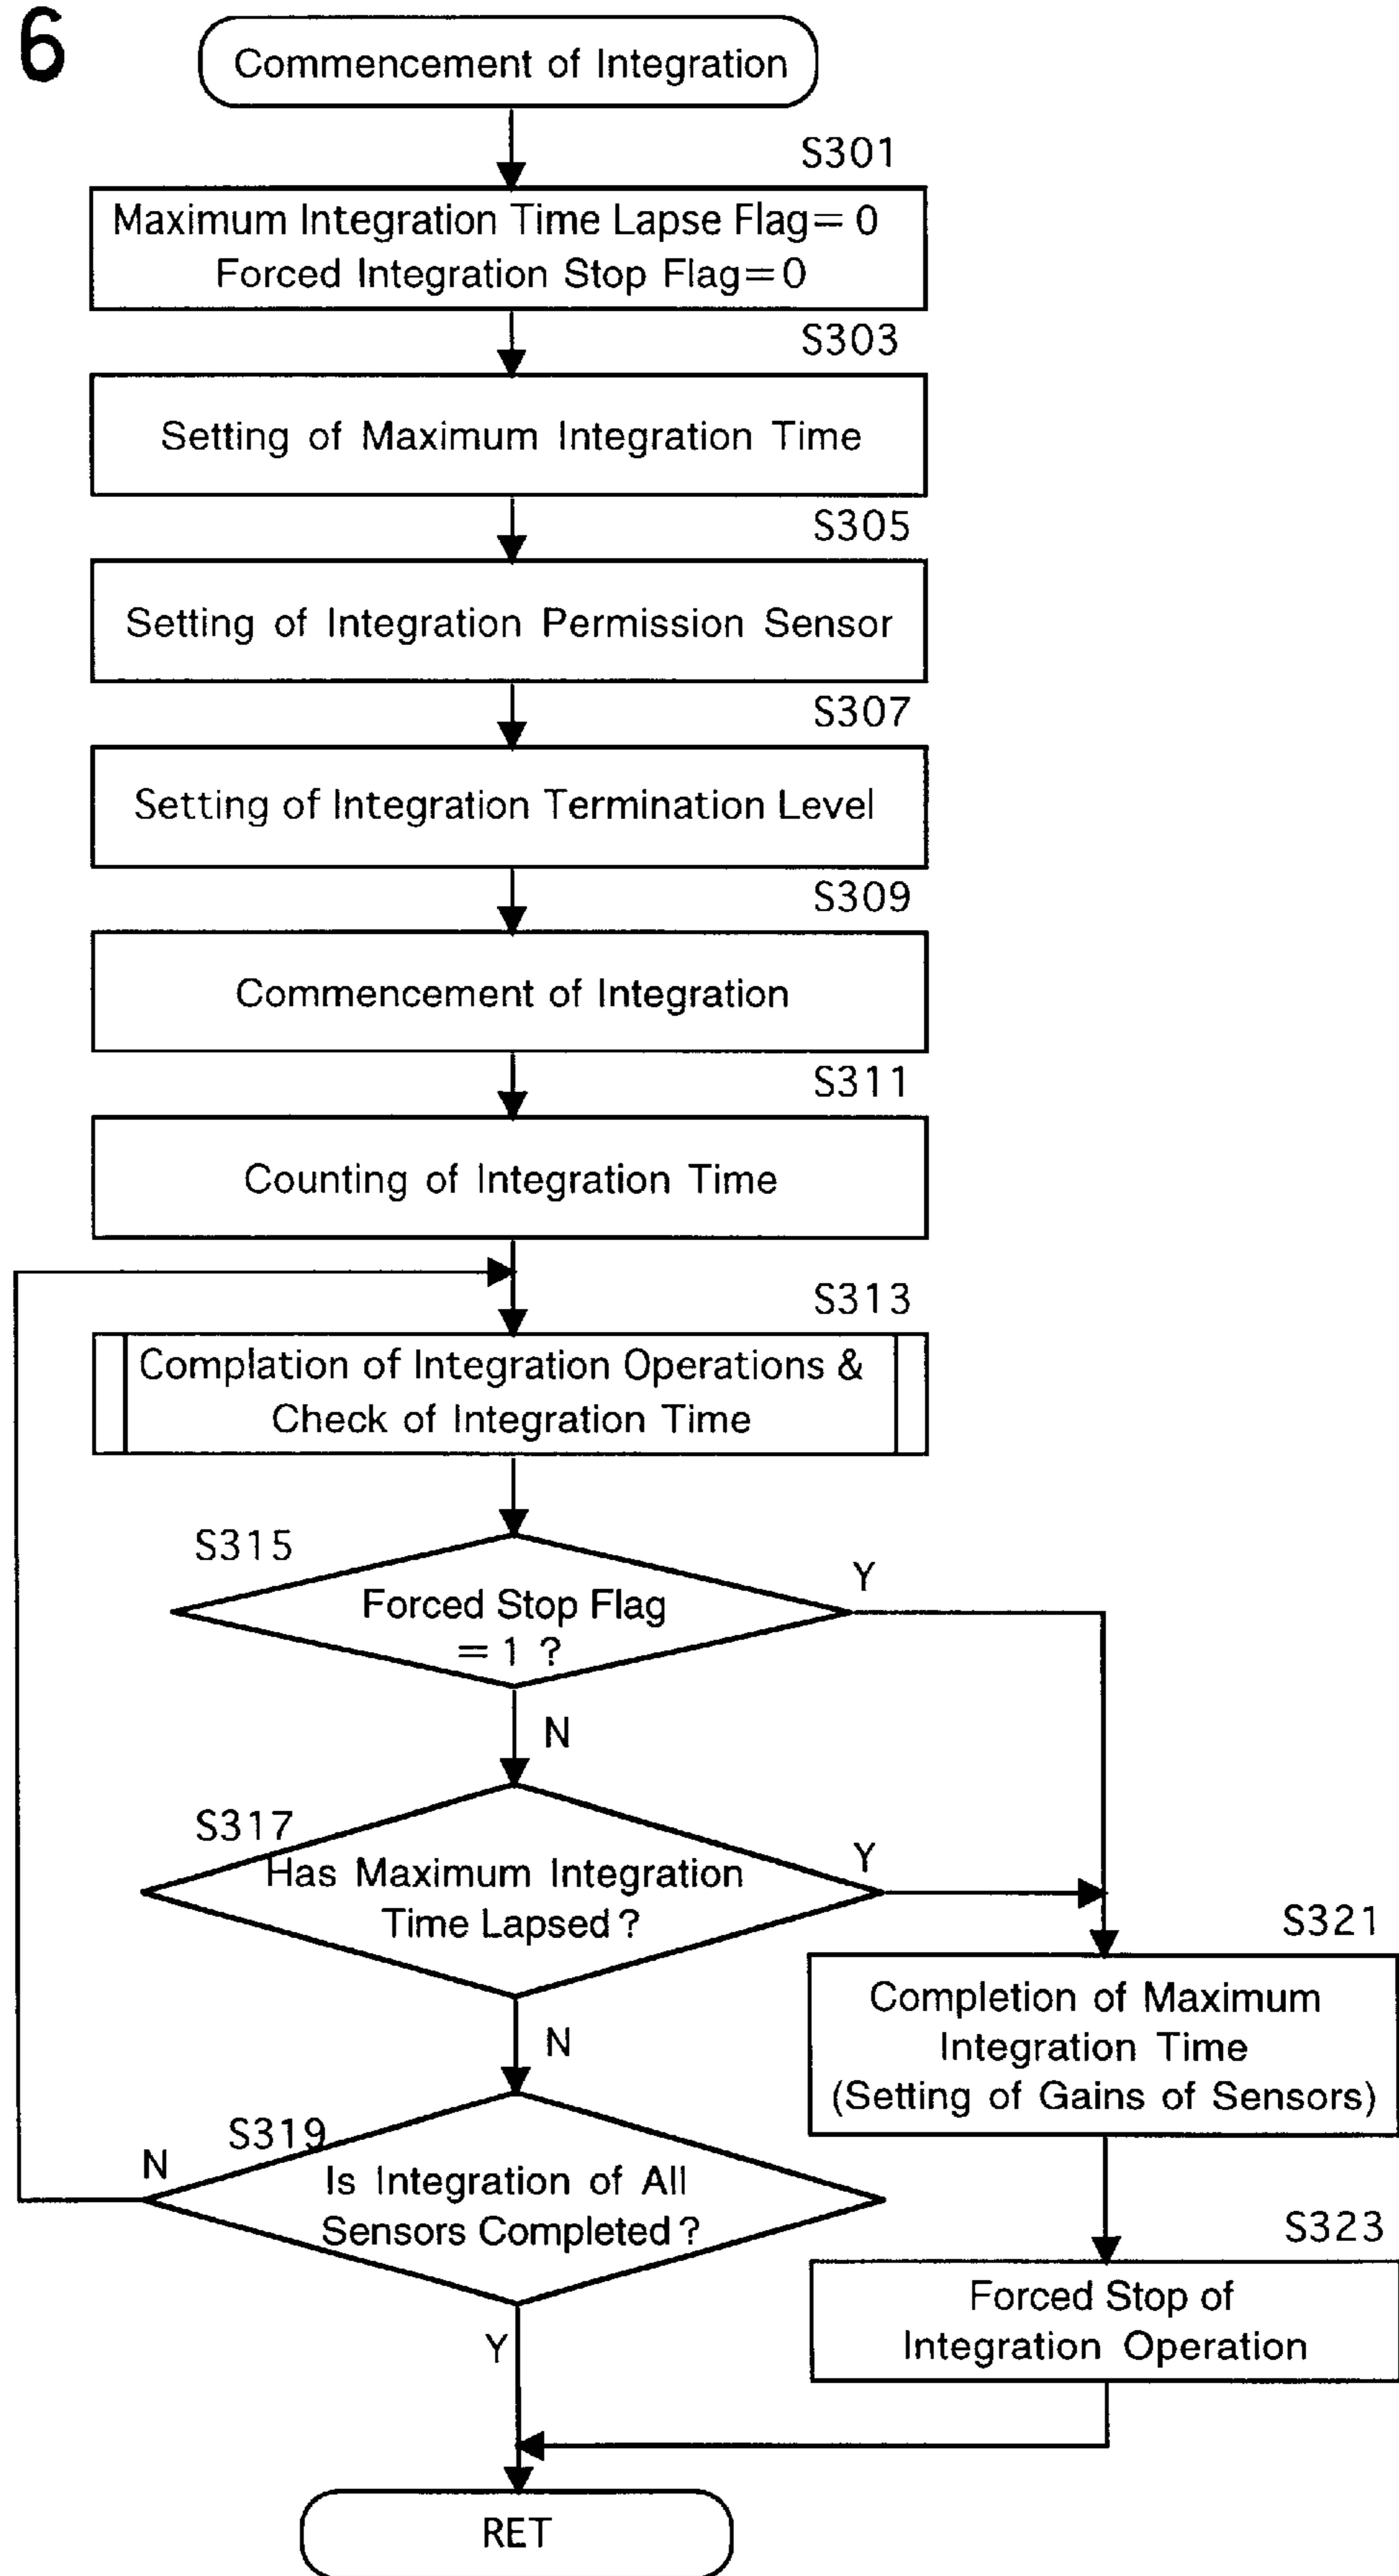 6
Commencement of Integration
S301
Maximum Integration Time Lapse Flag=0
Forced Integration Stop Flag=0
S303
Setting of Maximum Integration Time
S305
Setting of Integration Permission Sensor
S307
Setting of Integration Termination Level
S309
Commencement of Integration
S311
Counting of Integration Time
S313
Complation of Integration Operations &
Check of Integration Time
S315
Forced Stop Flag
=1 ?
Y
N
S317
Has Maximum Integration
Time Lapsed?
Y
N
S321
Completion of Maximum
Integration Time
(Setting of Gains of Sensors)
S319
N
Is Integration of All
Sensors Completed?
Y
S323
Forced Stop of
Integration Operation
RET